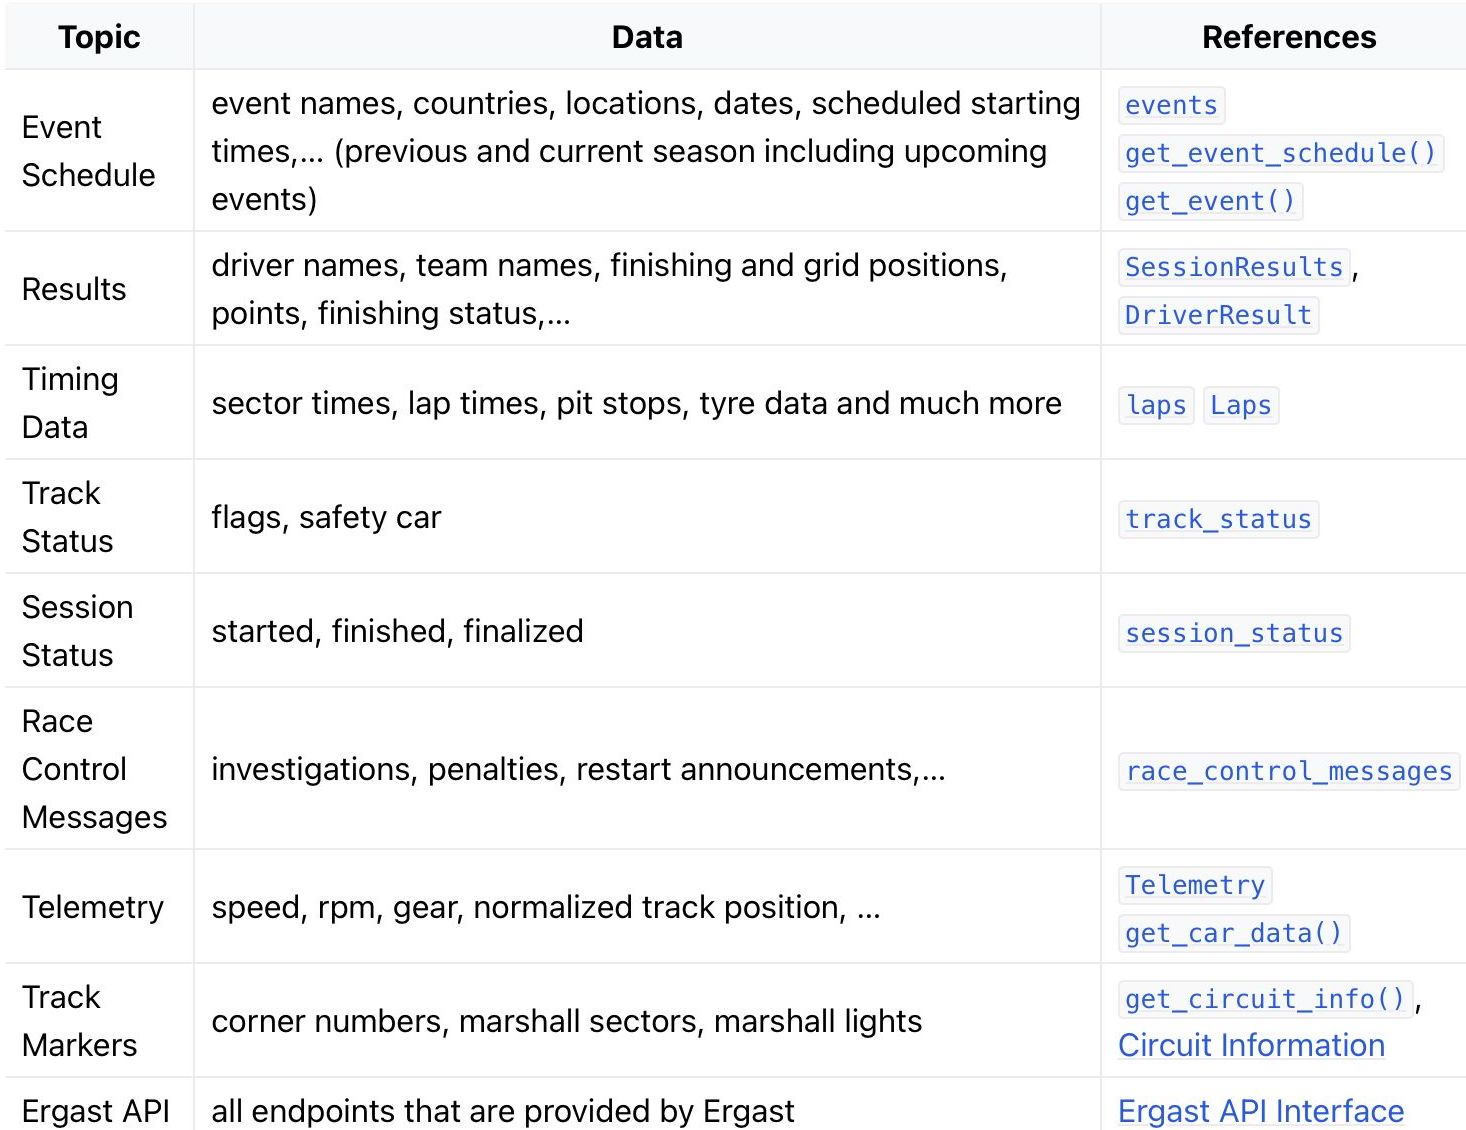 Topic Data References
Event
Schedule
event names, countries, locations, dates, scheduled starting
times,... (previous and current season including upcoming
events)
events
get_event_schedule()
get_event()
Results
driver names, team names, finishing and grid positions,
points, finishing status,...
SessionResults,
DriverResult
Timing
Data
sector times, lap times, pit stops, tyre data and much more
laps Laps
Track
Status
flags, safety car
track_status
Session
Status
started, finished, finalized
session_status
Race
Control
Messages
investigations, penalties, restart announcements,...
race_control_messages
Telemetry
speed, rpm, gear, normalized track position, ...
Telemetry
get_car_data()
Track
Markers
corner numbers, marshall sectors, marshall lights
get_circuit_info(),
Circuit Information
Ergast API
all endpoints that are provided by Ergast
Ergast API Interface